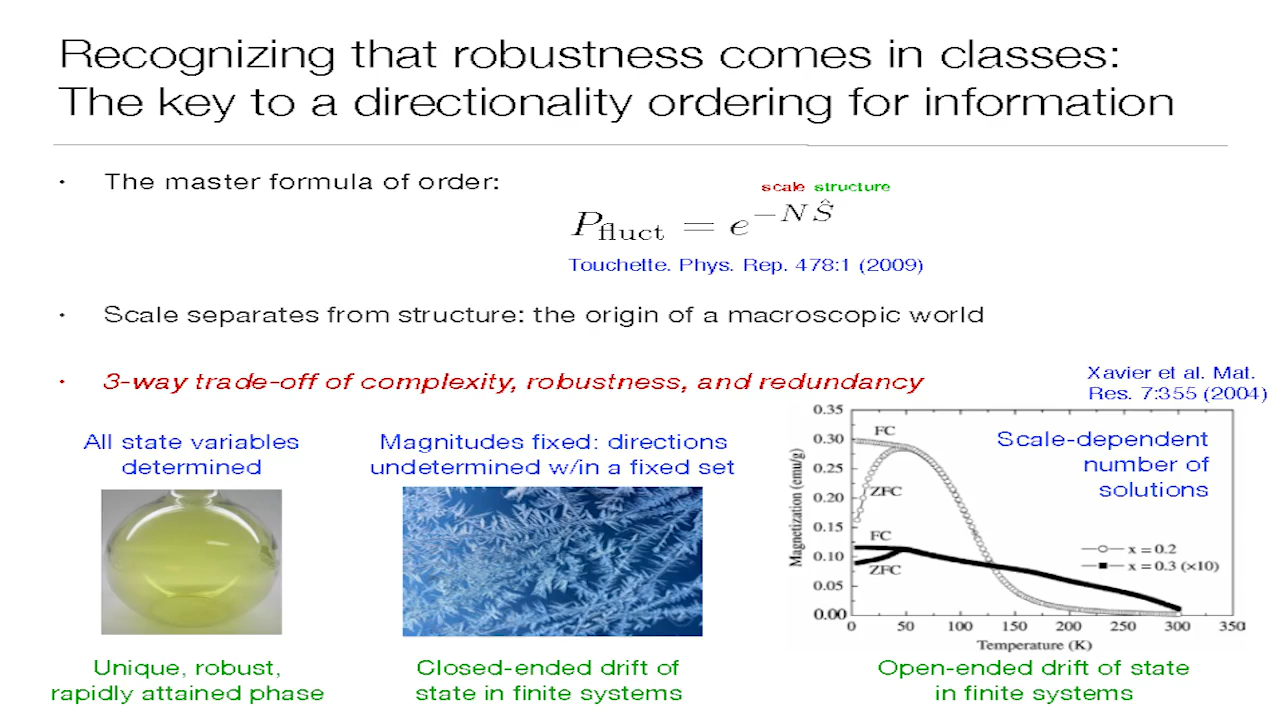 Recognizing that robustness comes in classes:
The key to a directionality ordering for information
• The master formula of order:
scale structure
P_fluct = e^{-N Ŝ}
Touchette. Phys. Rep. 478:1 (2009)
• Scale separates from structure: the origin of a macroscopic world
• 3-way trade-off of complexity, robustness, and redundancy
Xavier et al. Mat.
Res. 7:355 (2004)
All state variables
determined
Magnitudes fixed: directions
undetermined w/in a fixed set
Scale-dependent
number of
solutions
Magnetization (emu/g)
0.35
0.30
0.25
0.20
0.15
0.10
0.05
0.00
FC
ZFC
FC
ZFC
x = 0.2
x = 0.3 (×10)
0 50 100 150 200 250 300 350
Temperature (K)
Unique, robust,
rapidly attained phase
Closed-ended drift of
state in finite systems
Open-ended drift of state
in finite systems